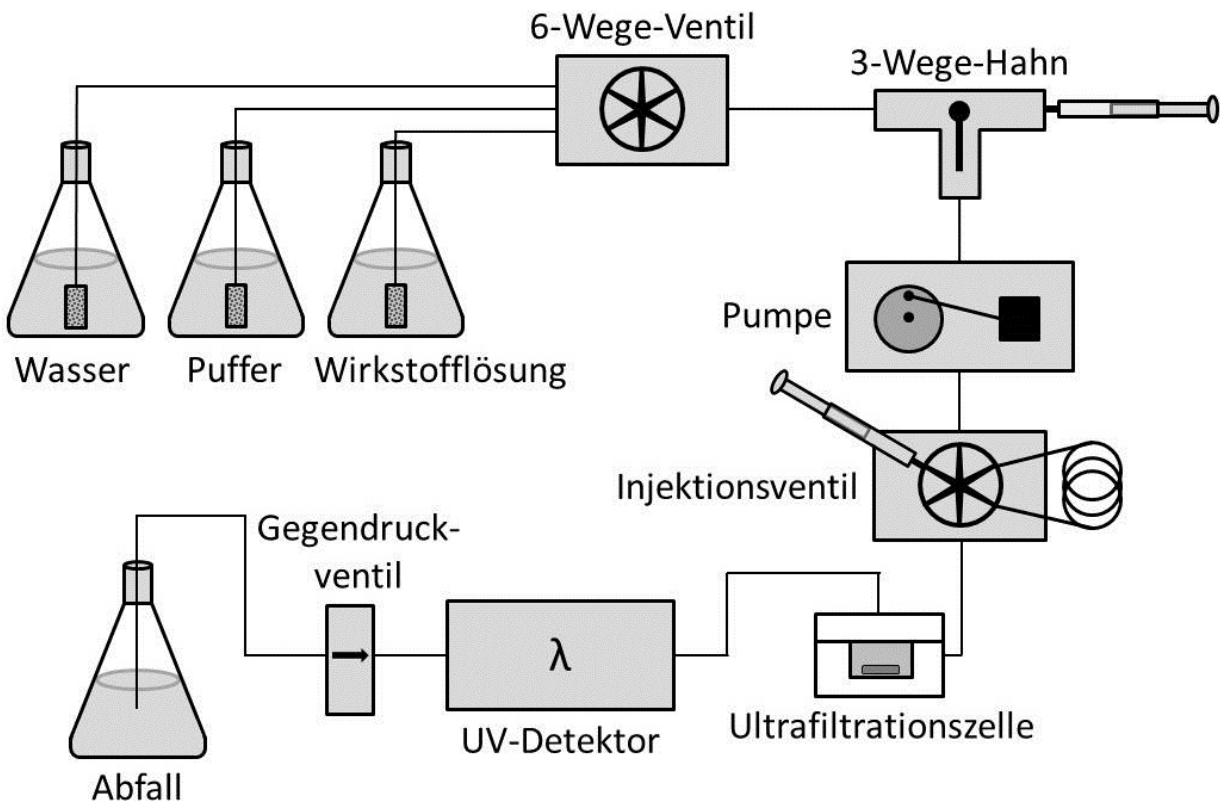 6-Wege-Ventil
3-Wege-Hahn
Wasser
Puffer
Wirkstofflösung
Pumpe
Injektionsventil
Gegendruck-
ventil
λ
UV-Detektor
Ultrafiltrationszelle
Abfall